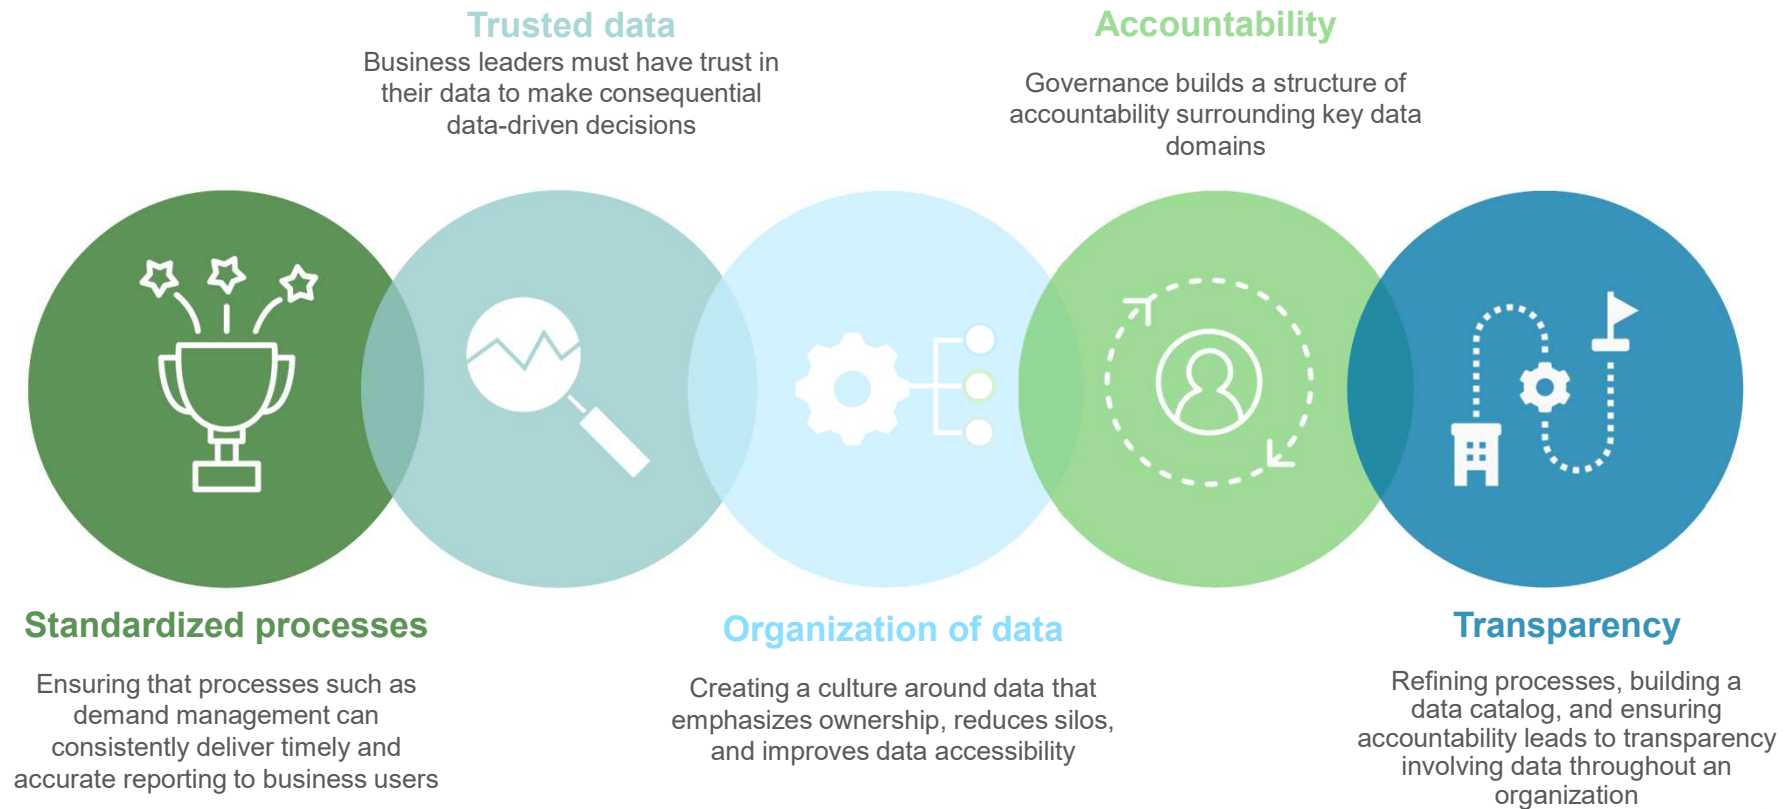 Trusted data
Business leaders must have trust in
their data to make consequential
data-driven decisions
Accountability
Governance builds a structure of
accountability surrounding key data
domains
Standardized processes
Ensuring that processes such as
demand management can
consistently deliver timely and
accurate reporting to business users
Organization of data
Creating a culture around data that
emphasizes ownership, reduces silos,
and improves data accessibility
Transparency
Refining processes, building a
data catalog, and ensuring
accountability leads to transparency
involving data throughout an
organization